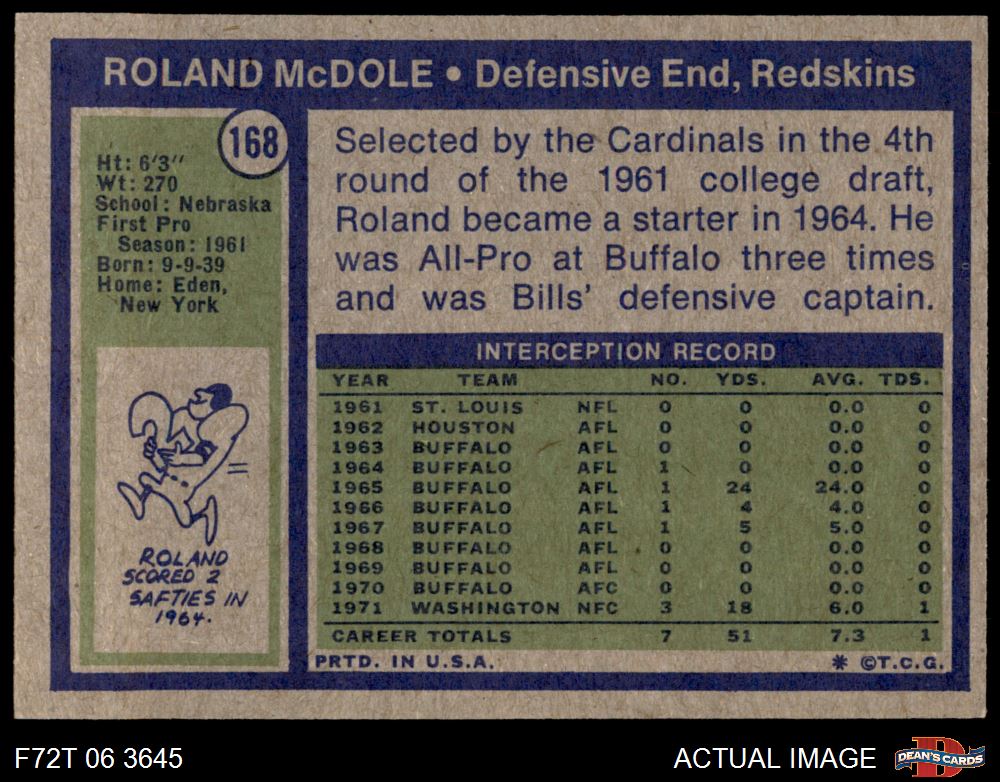 ROLAND McDOLE • Defensive End, Redskins
168
Ht: 6'3"
Wt: 270
School: Nebraska
First Pro
Season: 1961
Born: 9-9-39
Home: Eden,
New York
ROLAND
SCORED 2
SAFTIES IN
1964.
Selected by the Cardinals in the 4th
round of the 1961 college draft,
Roland became a starter in 1964. He
was All-Pro at Buffalo three times
and was Bills' defensive captain.
INTERCEPTION RECORD
YEAR TEAM NO. YDS. AVG. TDS.
1961 ST. LOUIS NFL 0 0 0.0 0
1962 HOUSTON AFL 0 0 0.0 0
1963 BUFFALO AFL 0 0 0.0 0
1964 BUFFALO AFL 1 0 0.0 0
1965 BUFFALO AFL 1 24 24.0 0
1966 BUFFALO AFL 1 4 4.0 0
1967 BUFFALO AFL 1 5 5.0 0
1968 BUFFALO AFL 0 0 0.0 0
1969 BUFFALO AFL 0 0 0.0 0
1970 BUFFALO AFC 0 0 0.0 0
1971 WASHINGTON NFC 3 18 6.0 1
CAREER TOTALS 7 51 7.3 1
PRTD. IN U.S.A. * ©T.C.G.
F72T 06 3645
ACTUAL IMAGE
D
DEAN'S CARDS